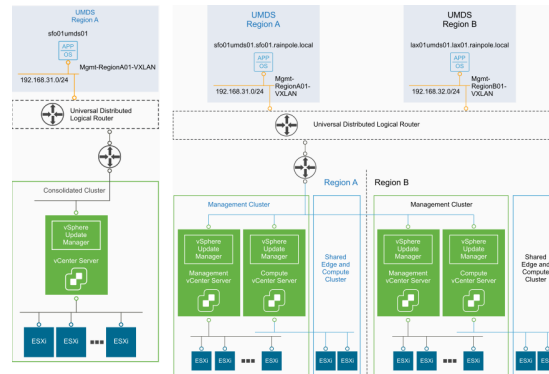 UMDS
Region A
sfo01umds01
APP
OS
Mgmt-RegionA01-VXLAN
192.168.31.0/24
Universal Distributed
Logical Router
Consolidated Cluster
vSphere
Update
Manager
vCenter Server
ESXi
ESXi
ESXi
UMDS
Region A
sfo01umds01.sfo01.rainpole.local
APP
OS
Mgmt-
RegionA01-
VXLAN
192.168.31.0/24
UMDS
Region B
lax01umds01.lax01.rainpole.local
APP
OS
Mgmt-
RegionB01-
VXLAN
192.168.32.0/24
Universal Distributed Logical Router
Region A
Region B
Management Cluster
vSphere
Update
Manager
Management
vCenter Server
vSphere
Update
Manager
Compute
vCenter Server
Shared
Edge and
Compute
Cluster
ESXi
ESXi
ESXi
ESXi
ESXi
Management Cluster
vSphere
Update
Manager
Management
vCenter Server
vSphere
Update
Manager
Compute
vCenter Server
Shared
Edge and
Compute
Cluster
ESXi
ESXi
ESXi
ESXi